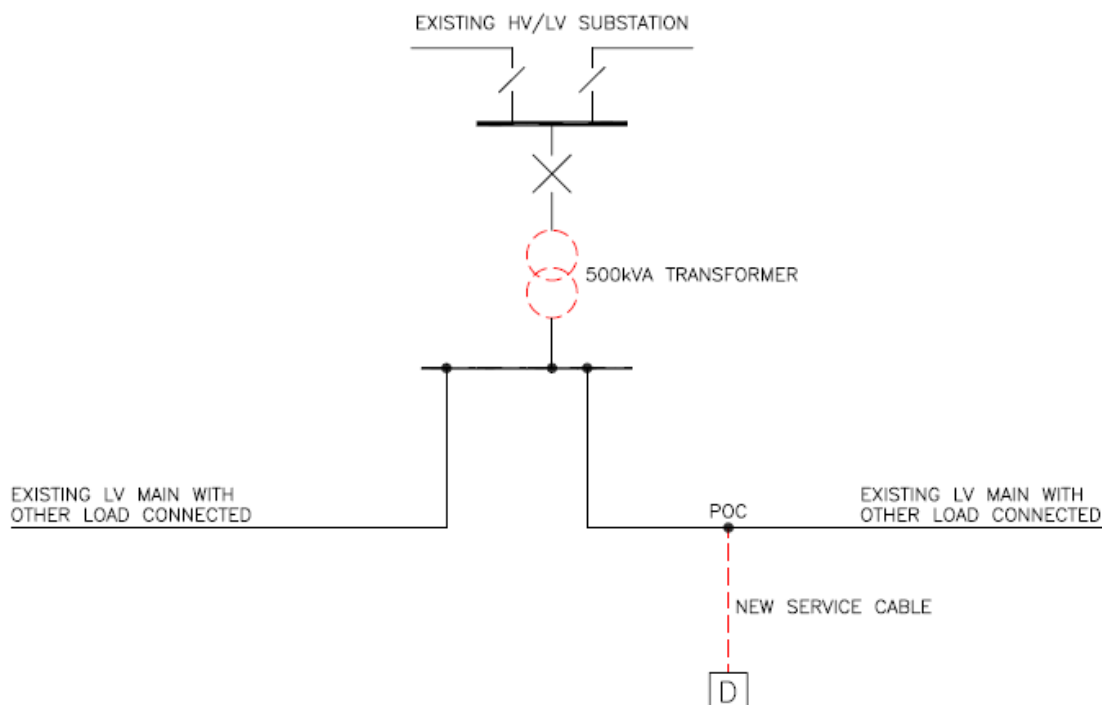 EXISTING HV/LV SUBSTATION
500kVA TRANSFORMER
EXISTING LV MAIN WITH
OTHER LOAD CONNECTED
POC
EXISTING LV MAIN WITH
OTHER LOAD CONNECTED
NEW SERVICE CABLE
D